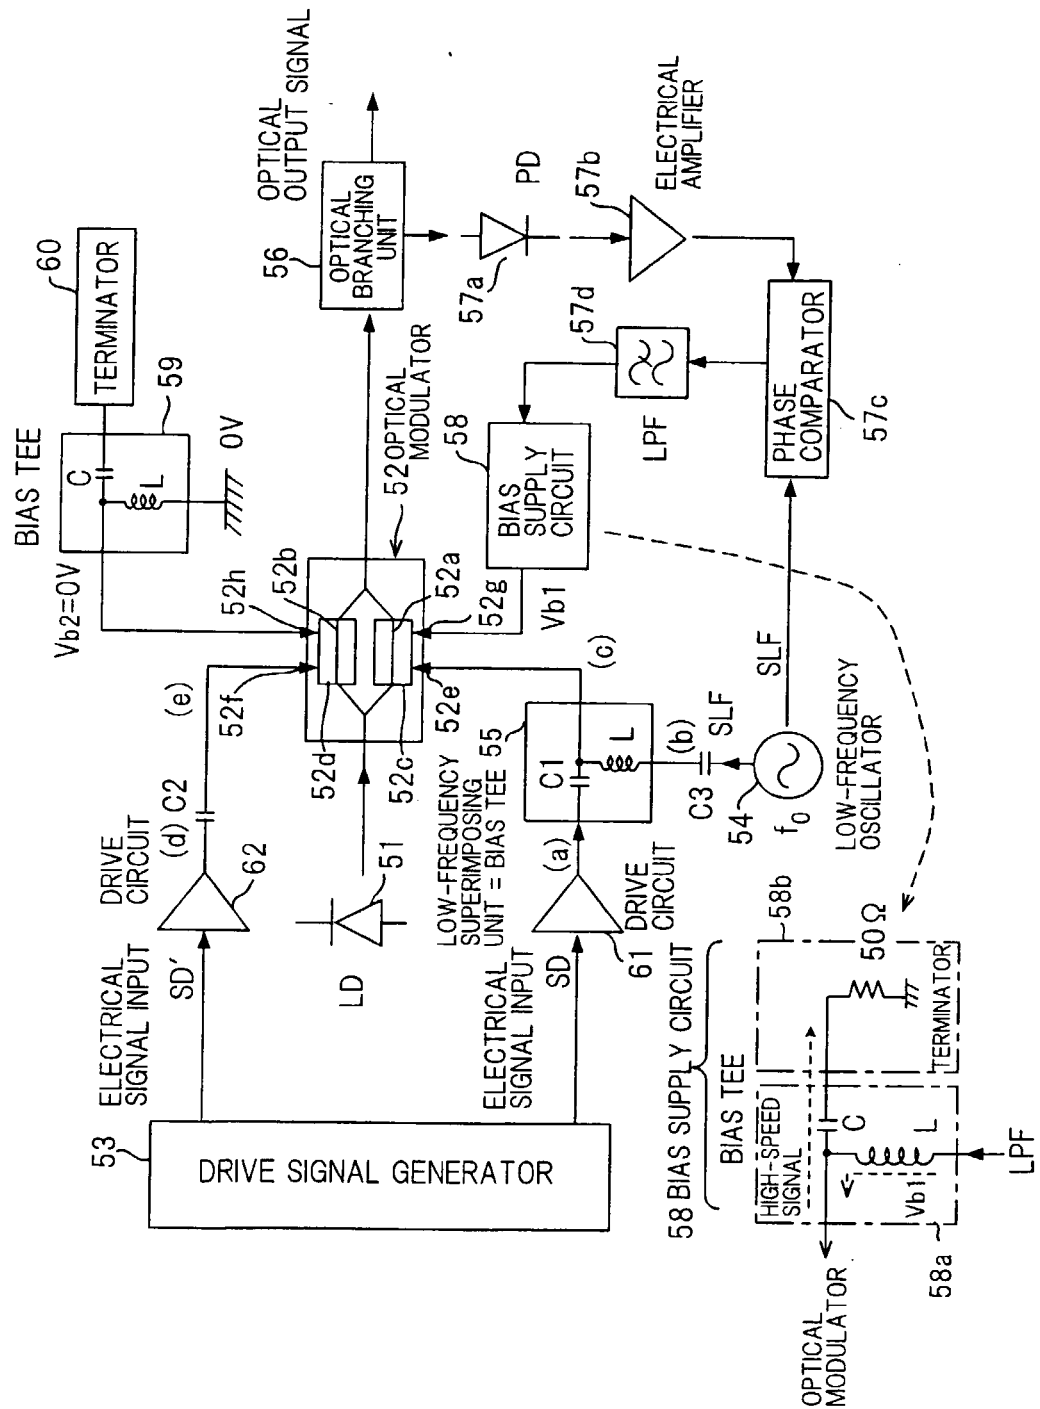 53
DRIVE SIGNAL GENERATOR
ELECTRICAL
SIGNAL INPUT
SD'
DRIVE
CIRCUIT
(d)
C2
62
(e)
52f
Vb2=0V
BIAS TEE
C
L
59
0V
60
TERMINATOR
LD
51
52d
52c
52h
52b
52a
52g
52e
52 OPTICAL
MODULATOR
56
OPTICAL
BRANCHING
UNIT
OPTICAL
OUTPUT SIGNAL
ELECTRICAL
SIGNAL INPUT
SD
61
DRIVE
CIRCUIT
(a)
LOW-FREQUENCY
SUPERIMPOSING
UNIT = BIAS TEE 55
C1
L
(c)
(b)
SLF
C3
54
f0
LOW-FREQUENCY
OSCILLATOR
SLF
Vb1
58
BIAS
SUPPLY
CIRCUIT
LPF
57d
57a
PD
57b
ELECTRICAL
AMPLIFIER
PHASE
COMPARATOR
57c
58 BIAS SUPPLY CIRCUIT
BIAS TEE
58b
HIGH-SPEED
SIGNAL
C
L
Vb1
50Ω
TERMINATOR
OPTICAL
MODULATOR
58a
LPF